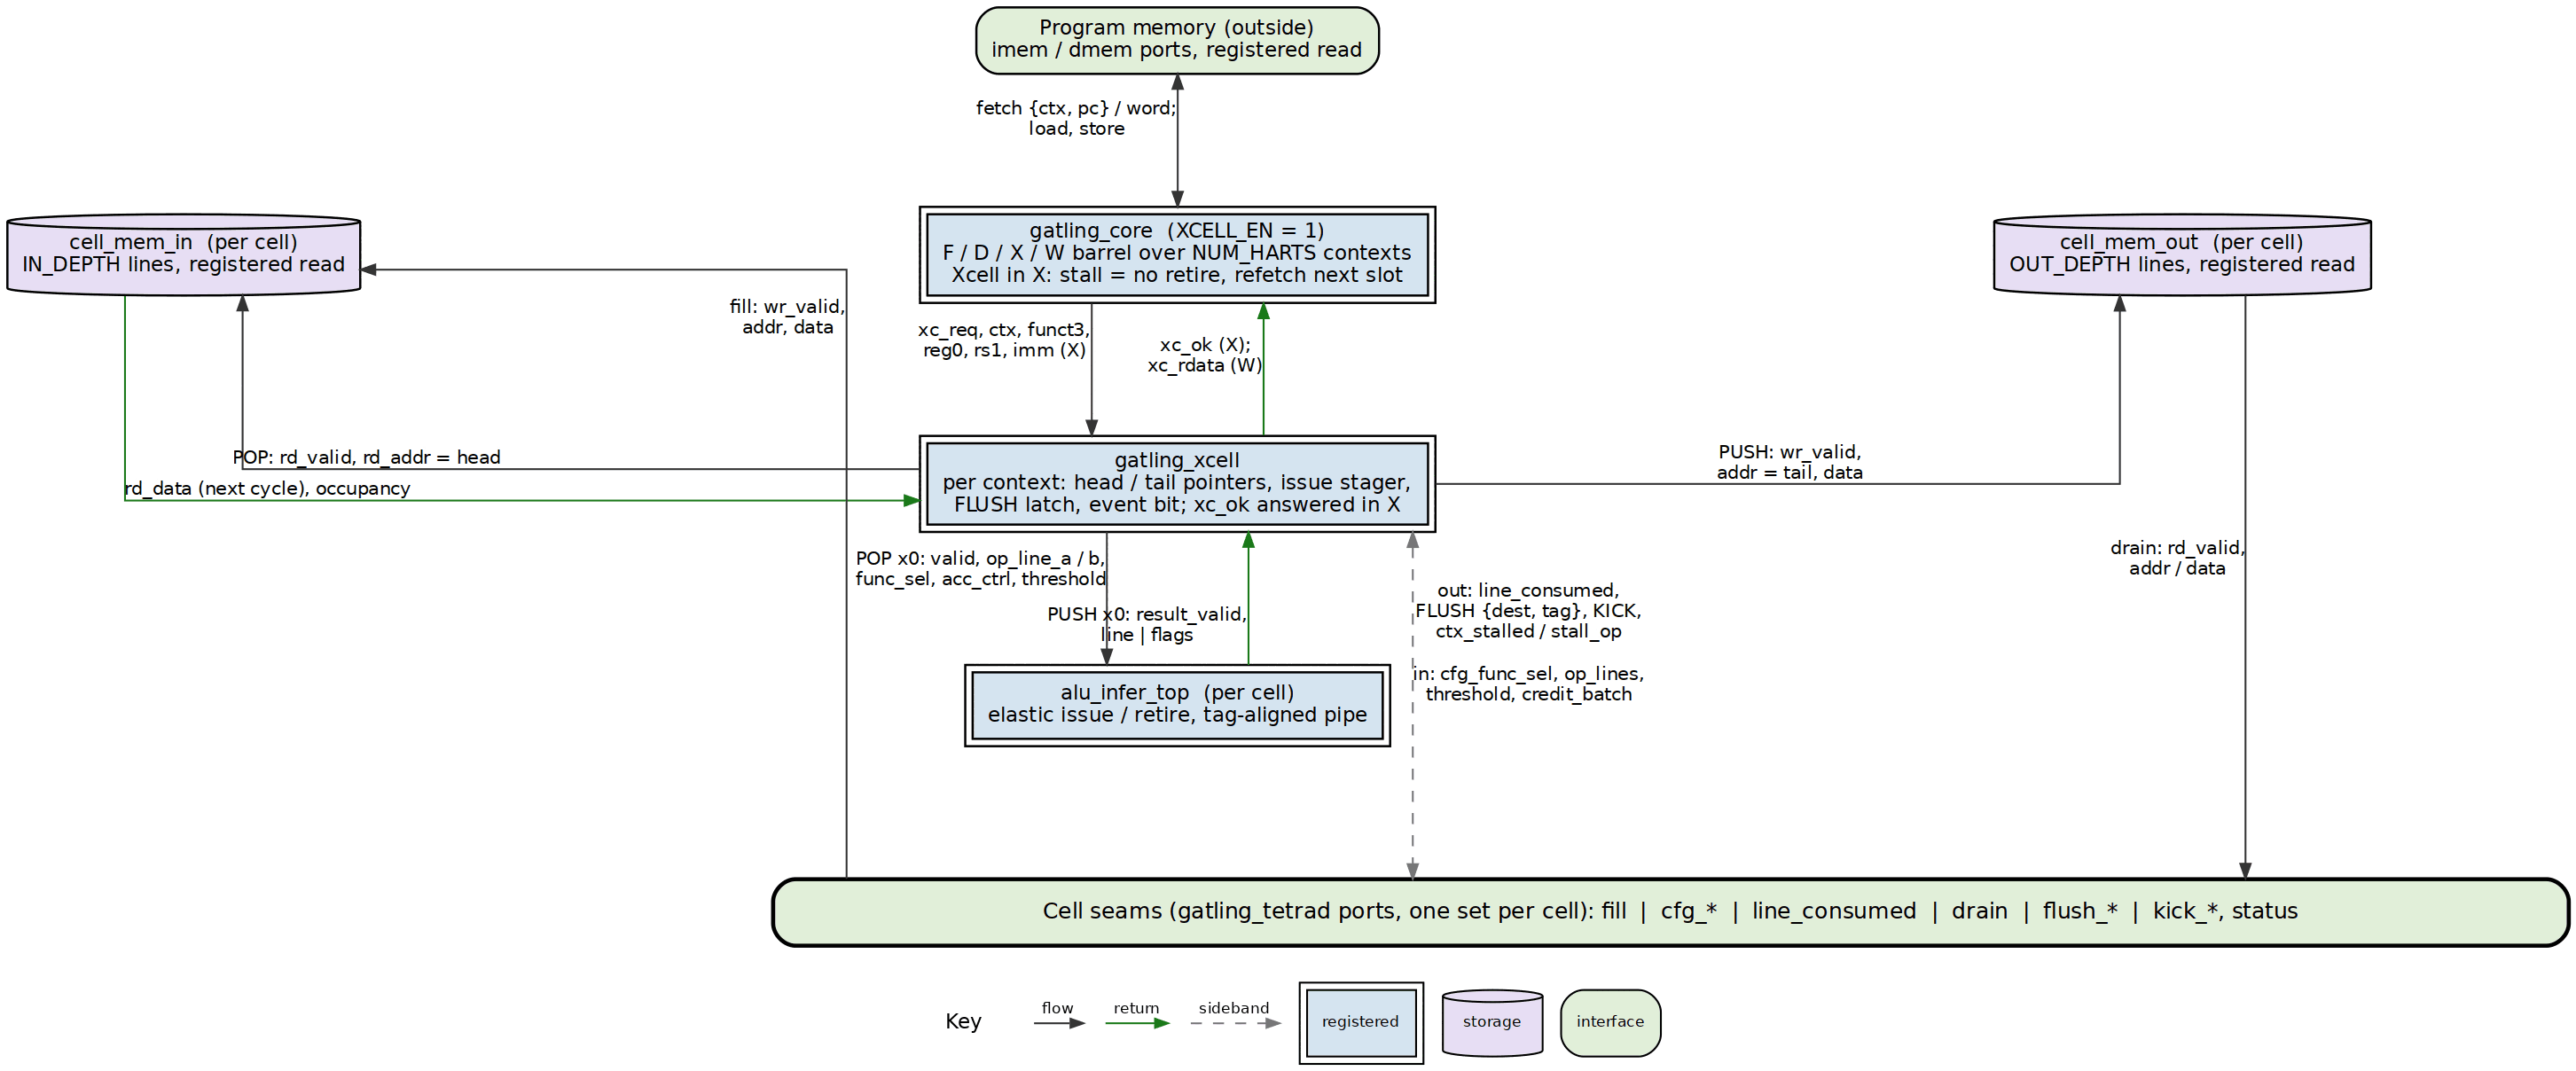 Program memory (outside)
imem / dmem ports, registered read
fetch {ctx, pc} / word;
load, store
cell_mem_in  (per cell)
IN_DEPTH lines, registered read
gatling_core  (XCELL_EN = 1)
F / D / X / W barrel over NUM_HARTS contexts
Xcell in X: stall = no retire, refetch next slot
cell_mem_out  (per cell)
OUT_DEPTH lines, registered read
fill: wr_valid,
addr, data
xc_req, ctx, funct3,
reg0, rs1, imm (X)
xc_ok (X);
xc_rdata (W)
POP: rd_valid, rd_addr = head
rd_data (next cycle), occupancy
gatling_xcell
per context: head / tail pointers, issue stager,
FLUSH latch, event bit; xc_ok answered in X
PUSH: wr_valid,
addr = tail, data
POP x0: valid, op_line_a / b,
func_sel, acc_ctrl, threshold
PUSH x0: result_valid,
line | flags
out: line_consumed,
FLUSH {dest, tag}, KICK,
ctx_stalled / stall_op
in: cfg_func_sel, op_lines,
threshold, credit_batch
drain: rd_valid,
addr / data
alu_infer_top  (per cell)
elastic issue / retire, tag-aligned pipe
Cell seams (gatling_tetrad ports, one set per cell): fill  |  cfg_*  |  line_consumed  |  drain  |  flush_*  |  kick_*, status
Key
flow
return
sideband
registered
storage
interface